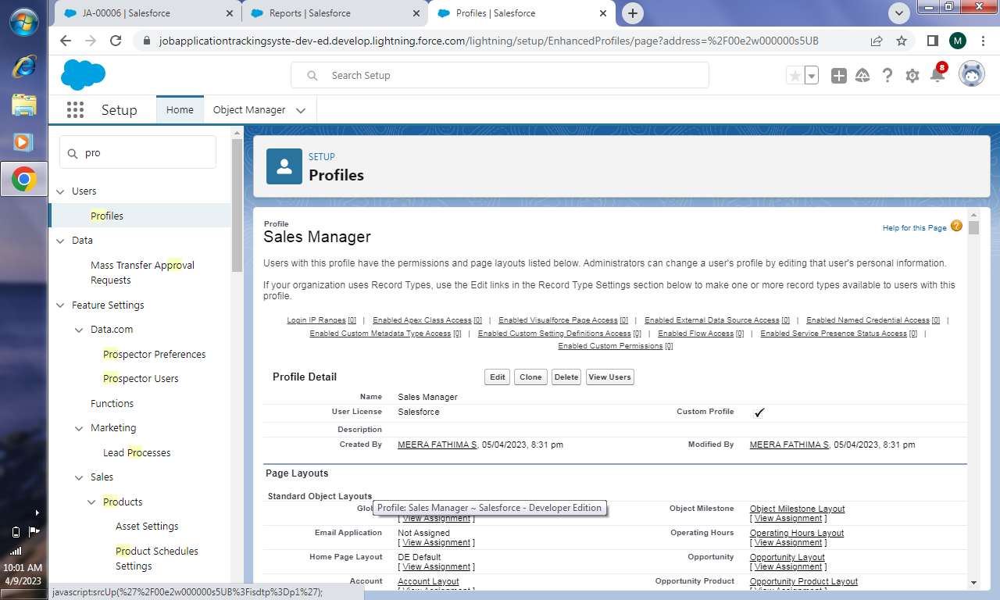 JA-00006 | Salesforce
Reports | Salesforce
Profiles | Salesforce
jobapplicationtrackingsyste-dev-ed.develop.lightning.force.com/lightning/setup/EnhancedProfiles/page?address=%2F00e2w000000s5UB
M
Search Setup
8
Setup
Home
Object Manager
pro
Users
Profiles
Data
Mass Transfer Approval
Requests
Feature Settings
Data.com
Prospector Preferences
Prospector Users
Functions
Marketing
Lead Processes
Sales
Products
Asset Settings
Product Schedules
Settings
SETUP
Profiles
Profile
Sales Manager
Help for this Page
Users with this profile have the permissions and page layouts listed below. Administrators can change a user's profile by editing that user's personal information.
If your organization uses Record Types, use the Edit links in the Record Type Settings section below to make one or more record types available to users with this
profile.
Login IP Ranges [0] | Enabled Apex Class Access [0] | Enabled Visualforce Page Access [0] | Enabled External Data Source Access [0] | Enabled Named Credential Access [0] |
Enabled Custom Metadata Type Access [0] | Enabled Custom Setting Definitions Access [0] | Enabled Flow Access [0] | Enabled Service Presence Status Access [0] |
Enabled Custom Permissions [0]
Profile Detail
Edit Clone Delete View Users
Name Sales Manager
User License Salesforce Custom Profile
Description
Created By MEERA FATHIMA S, 05/04/2023, 8:31 pm Modified By MEERA FATHIMA S, 05/04/2023, 8:31 pm
Page Layouts
Standard Object Layouts
Profile: Sales Manager ~ Salesforce - Developer Edition
Object Milestone Object Milestone Layout
[ View Assignment ] [ View Assignment ]
Email Application Not Assigned Operating Hours Operating Hours Layout
[ View Assignment ] [ View Assignment ]
Home Page Layout DE Default Opportunity Opportunity Layout
[ View Assignment ] [ View Assignment ]
Account Account Layout Opportunity Product Opportunity Product Layout
[ View Assignment ] [ View Assignment ]
10:01 AM
4/9/2023
javascript:srcUp(%27%2F00e2w000000s5UB%3Fisdtp%3Dp1%27);